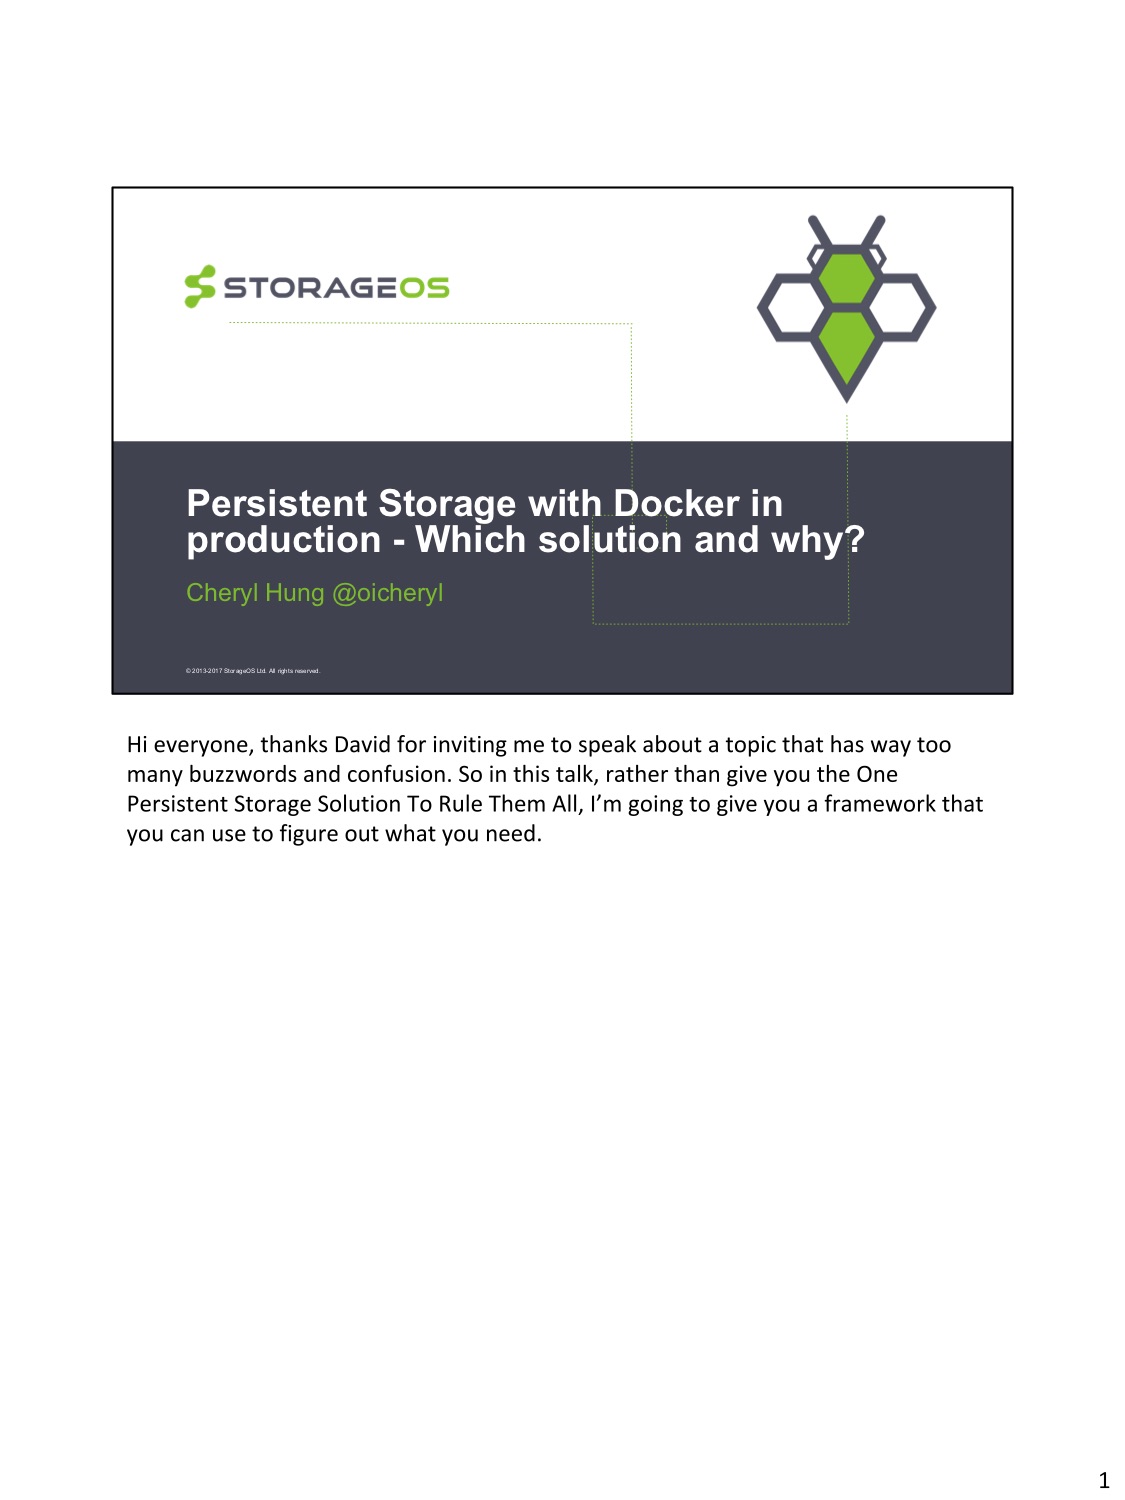 STORAGEOS
Persistent Storage with Docker in
production - Which solution and why?
Cheryl Hung @oicheryl
© 2013-2017 StorageOS Ltd. All rights reserved.
Hi everyone, thanks David for inviting me to speak about a topic that has way too
many buzzwords and confusion. So in this talk, rather than give you the One
Persistent Storage Solution To Rule Them All, I’m going to give you a framework that
you can use to figure out what you need.
1